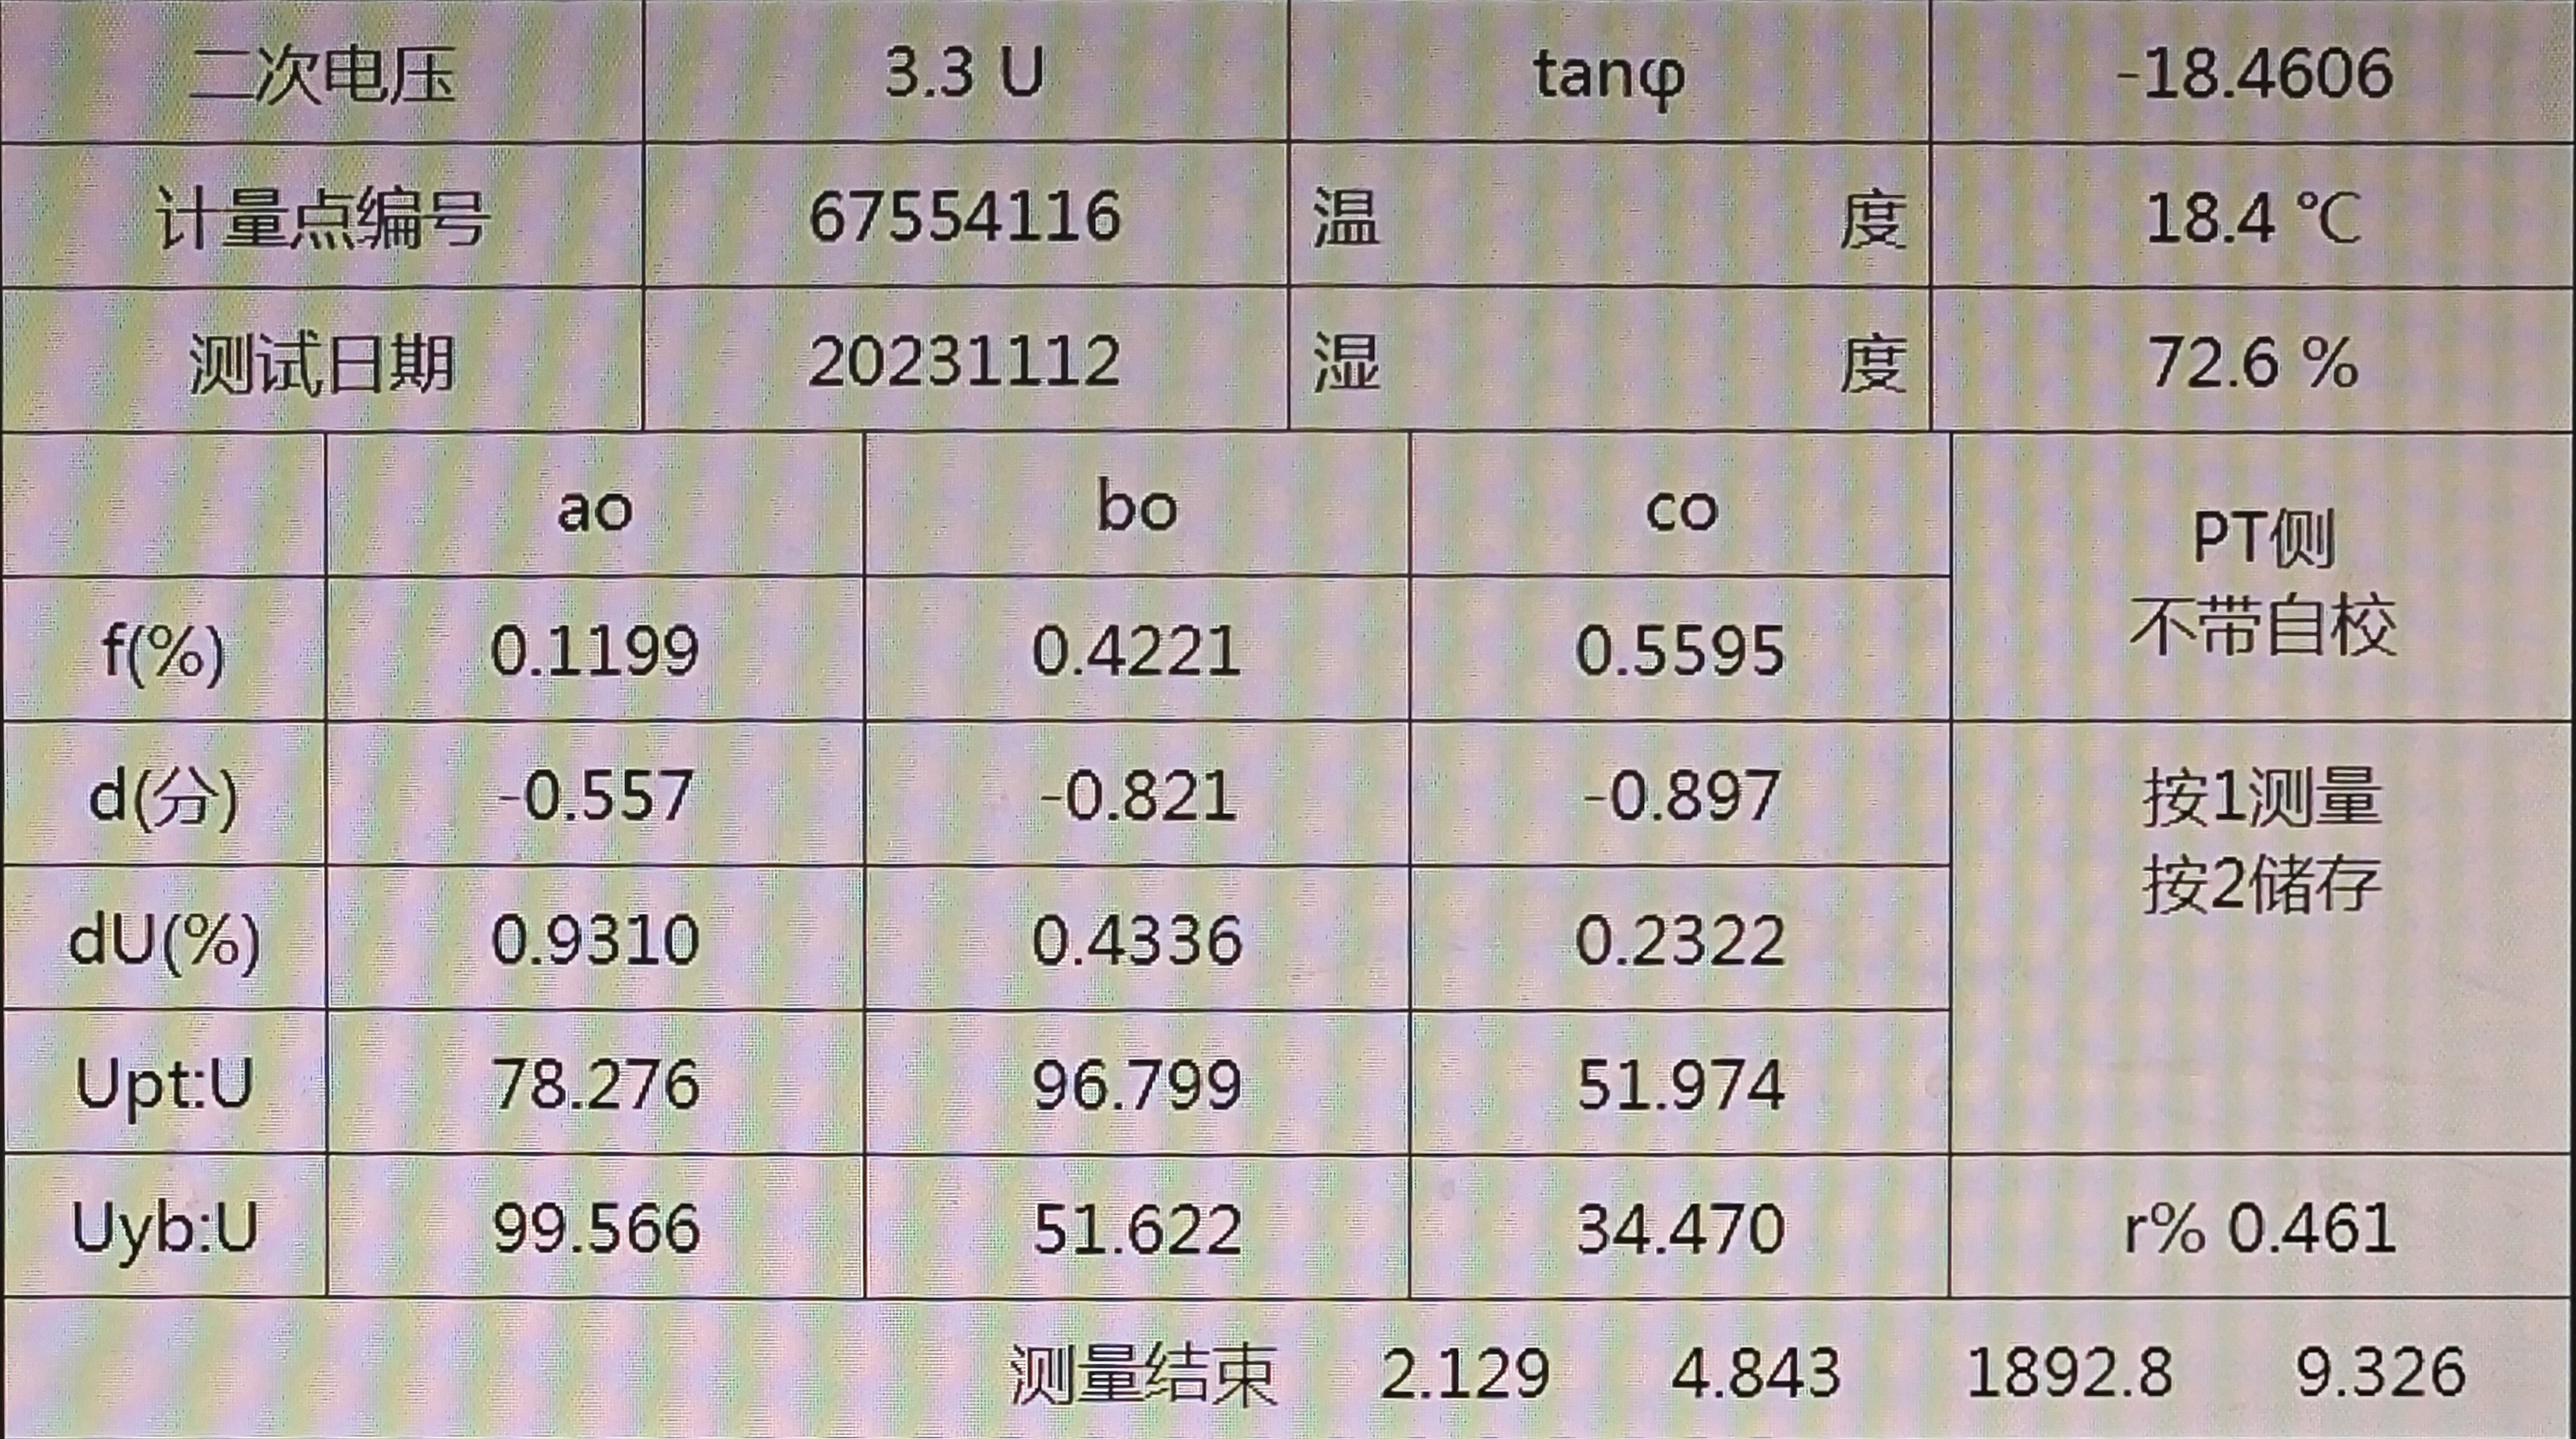 二次电压 3.3 U tanφ -18.4606
计量点编号 67554116 温 度 18.4 ℃
测试日期 20231112 湿 度 72.6 %
ao bo co
PT侧
不带自校
f(%) 0.1199 0.4221 0.5595
d(分) -0.557 -0.821 -0.897
按1测量
按2储存
dU(%) 0.9310 0.4336 0.2322
Upt:U 78.276 96.799 51.974
Uyb:U 99.566 51.622 34.470 r% 0.461
测量结束 2.129 4.843 1892.8 9.326